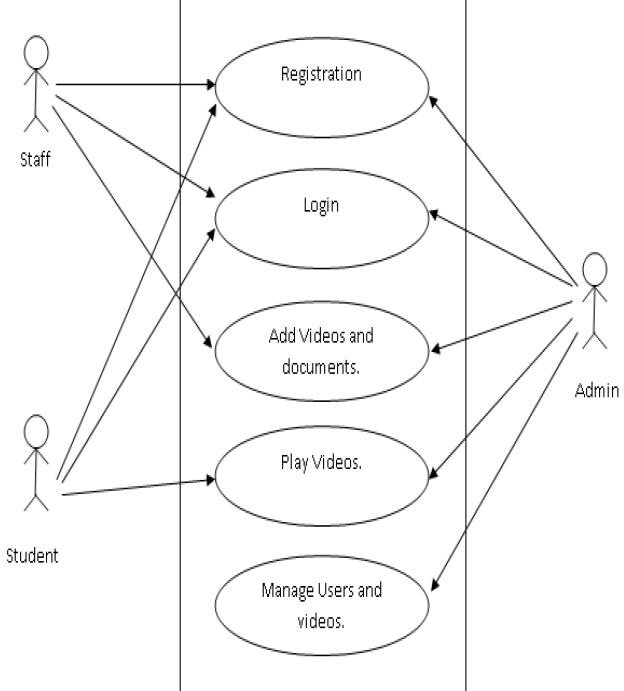 Registration
Staff
Login
Add Videos and
documents.
Admin
Play Videos.
Student
Manage Users and
videos.